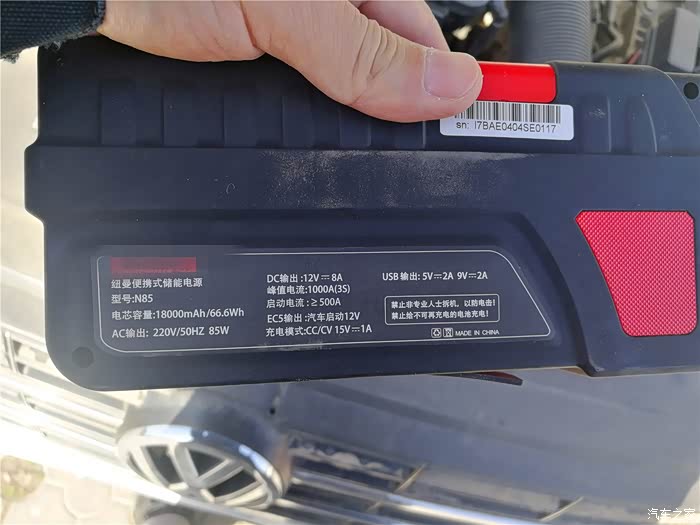 sn: I7BAE0404SE0117
紐曼便携式储能电源
型号:N85
电芯容量:18000mAh/66.6Wh
AC输出: 220V/50HZ 85W
DC输出:12V⎓8A
峰值电流:1000A(3S)
启动电流:≥500A
EC5输出:汽车启动12V
充电模式:CC/CV 15V⎓1A
USB输出:5V⎓2A 9V⎓2A
禁止非专业人士拆机，以防电击!
禁止给不可再充电的电池充电!
MADE IN CHINA
汽车之家